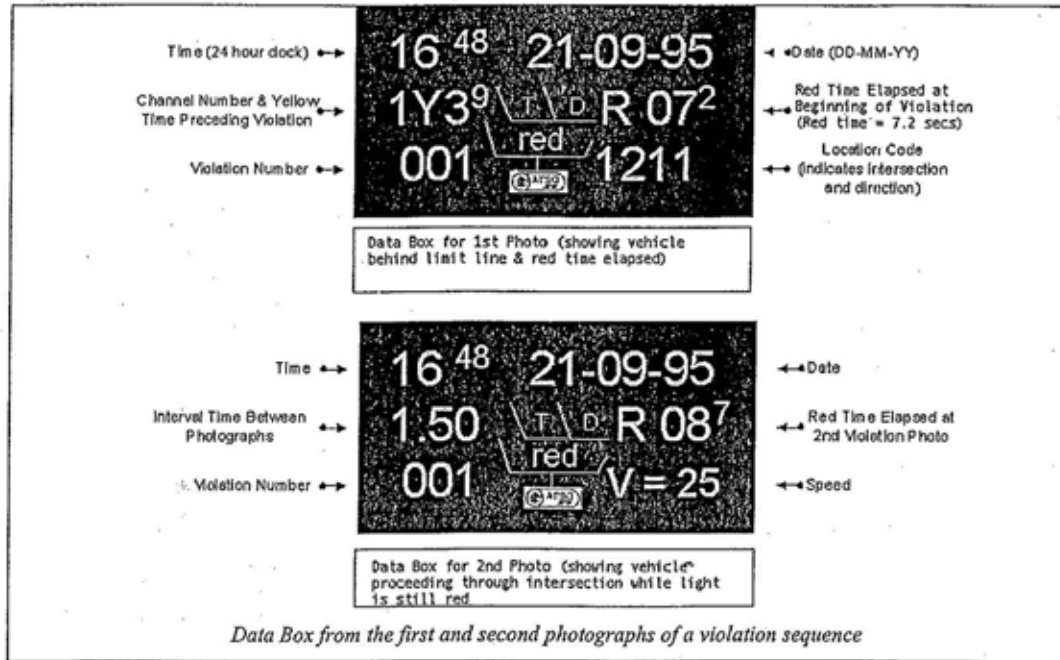 Time (24 hour clock)
16 48 21-09-95
Date (DD-MM-YY)
Channel Number & Yellow
Time Preceding Violation
1Y3 9 T D R 07 2
Red Time Elapsed at
Beginning of Violation
(Red time = 7.2 secs)
red
Violation Number
001 1211
Location Code
(indicates intersection
and direction)
Data Box for 1st Photo (showing vehicle
behind limit line & red time elapsed)
Time
16 48 21-09-95
Date
Interval Time Between
Photographs
1.50 T D R 08 7
Red Time Elapsed at
2nd Violation Photo
red
Violation Number
001 V = 25
Speed
Data Box for 2nd Photo (showing vehicle
proceeding through intersection while light
is still red
Data Box from the first and second photographs of a violation sequence